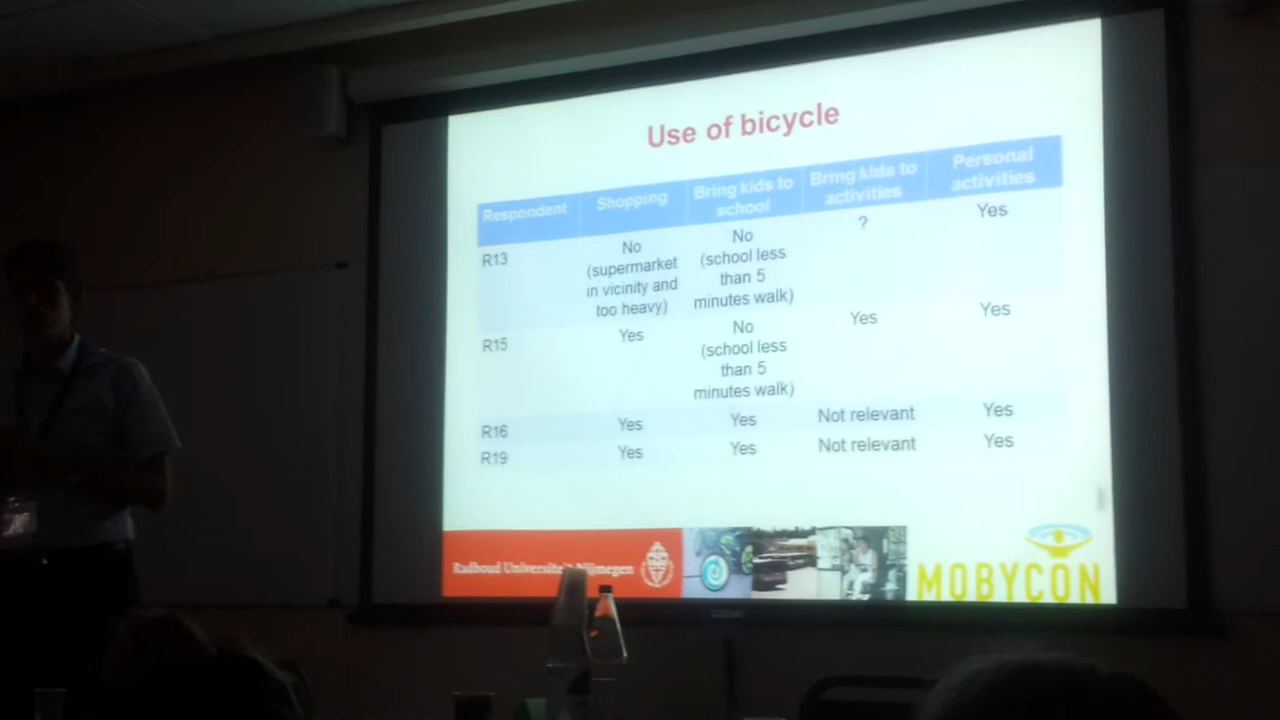 Use of bicycle
Respondent Shopping Bring kids to school Bring kids to activities Personal activities
R13 No (supermarket in vicinity and too heavy) No (school less than 5 minutes walk) ? Yes
R15 Yes No (school less than 5 minutes walk) Yes Yes
R16 Yes Yes Not relevant Yes
R19 Yes Yes Not relevant Yes
Radboud Universiteit Nijmegen
MOBYCON